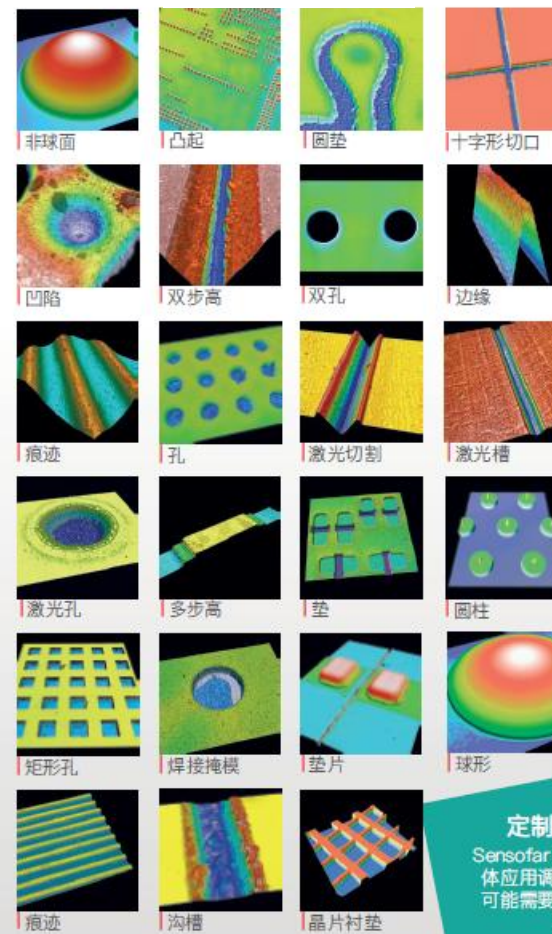 非球面
凸起
圆垫
十字形切口
凹陷
双步高
双孔
边缘
痕迹
孔
激光切割
激光槽
激光孔
多步高
垫
圆柱
矩形孔
焊接掩模
垫片
球形
痕迹
沟槽
晶片衬垫
定制
Sensofar
体应用调
可能需要